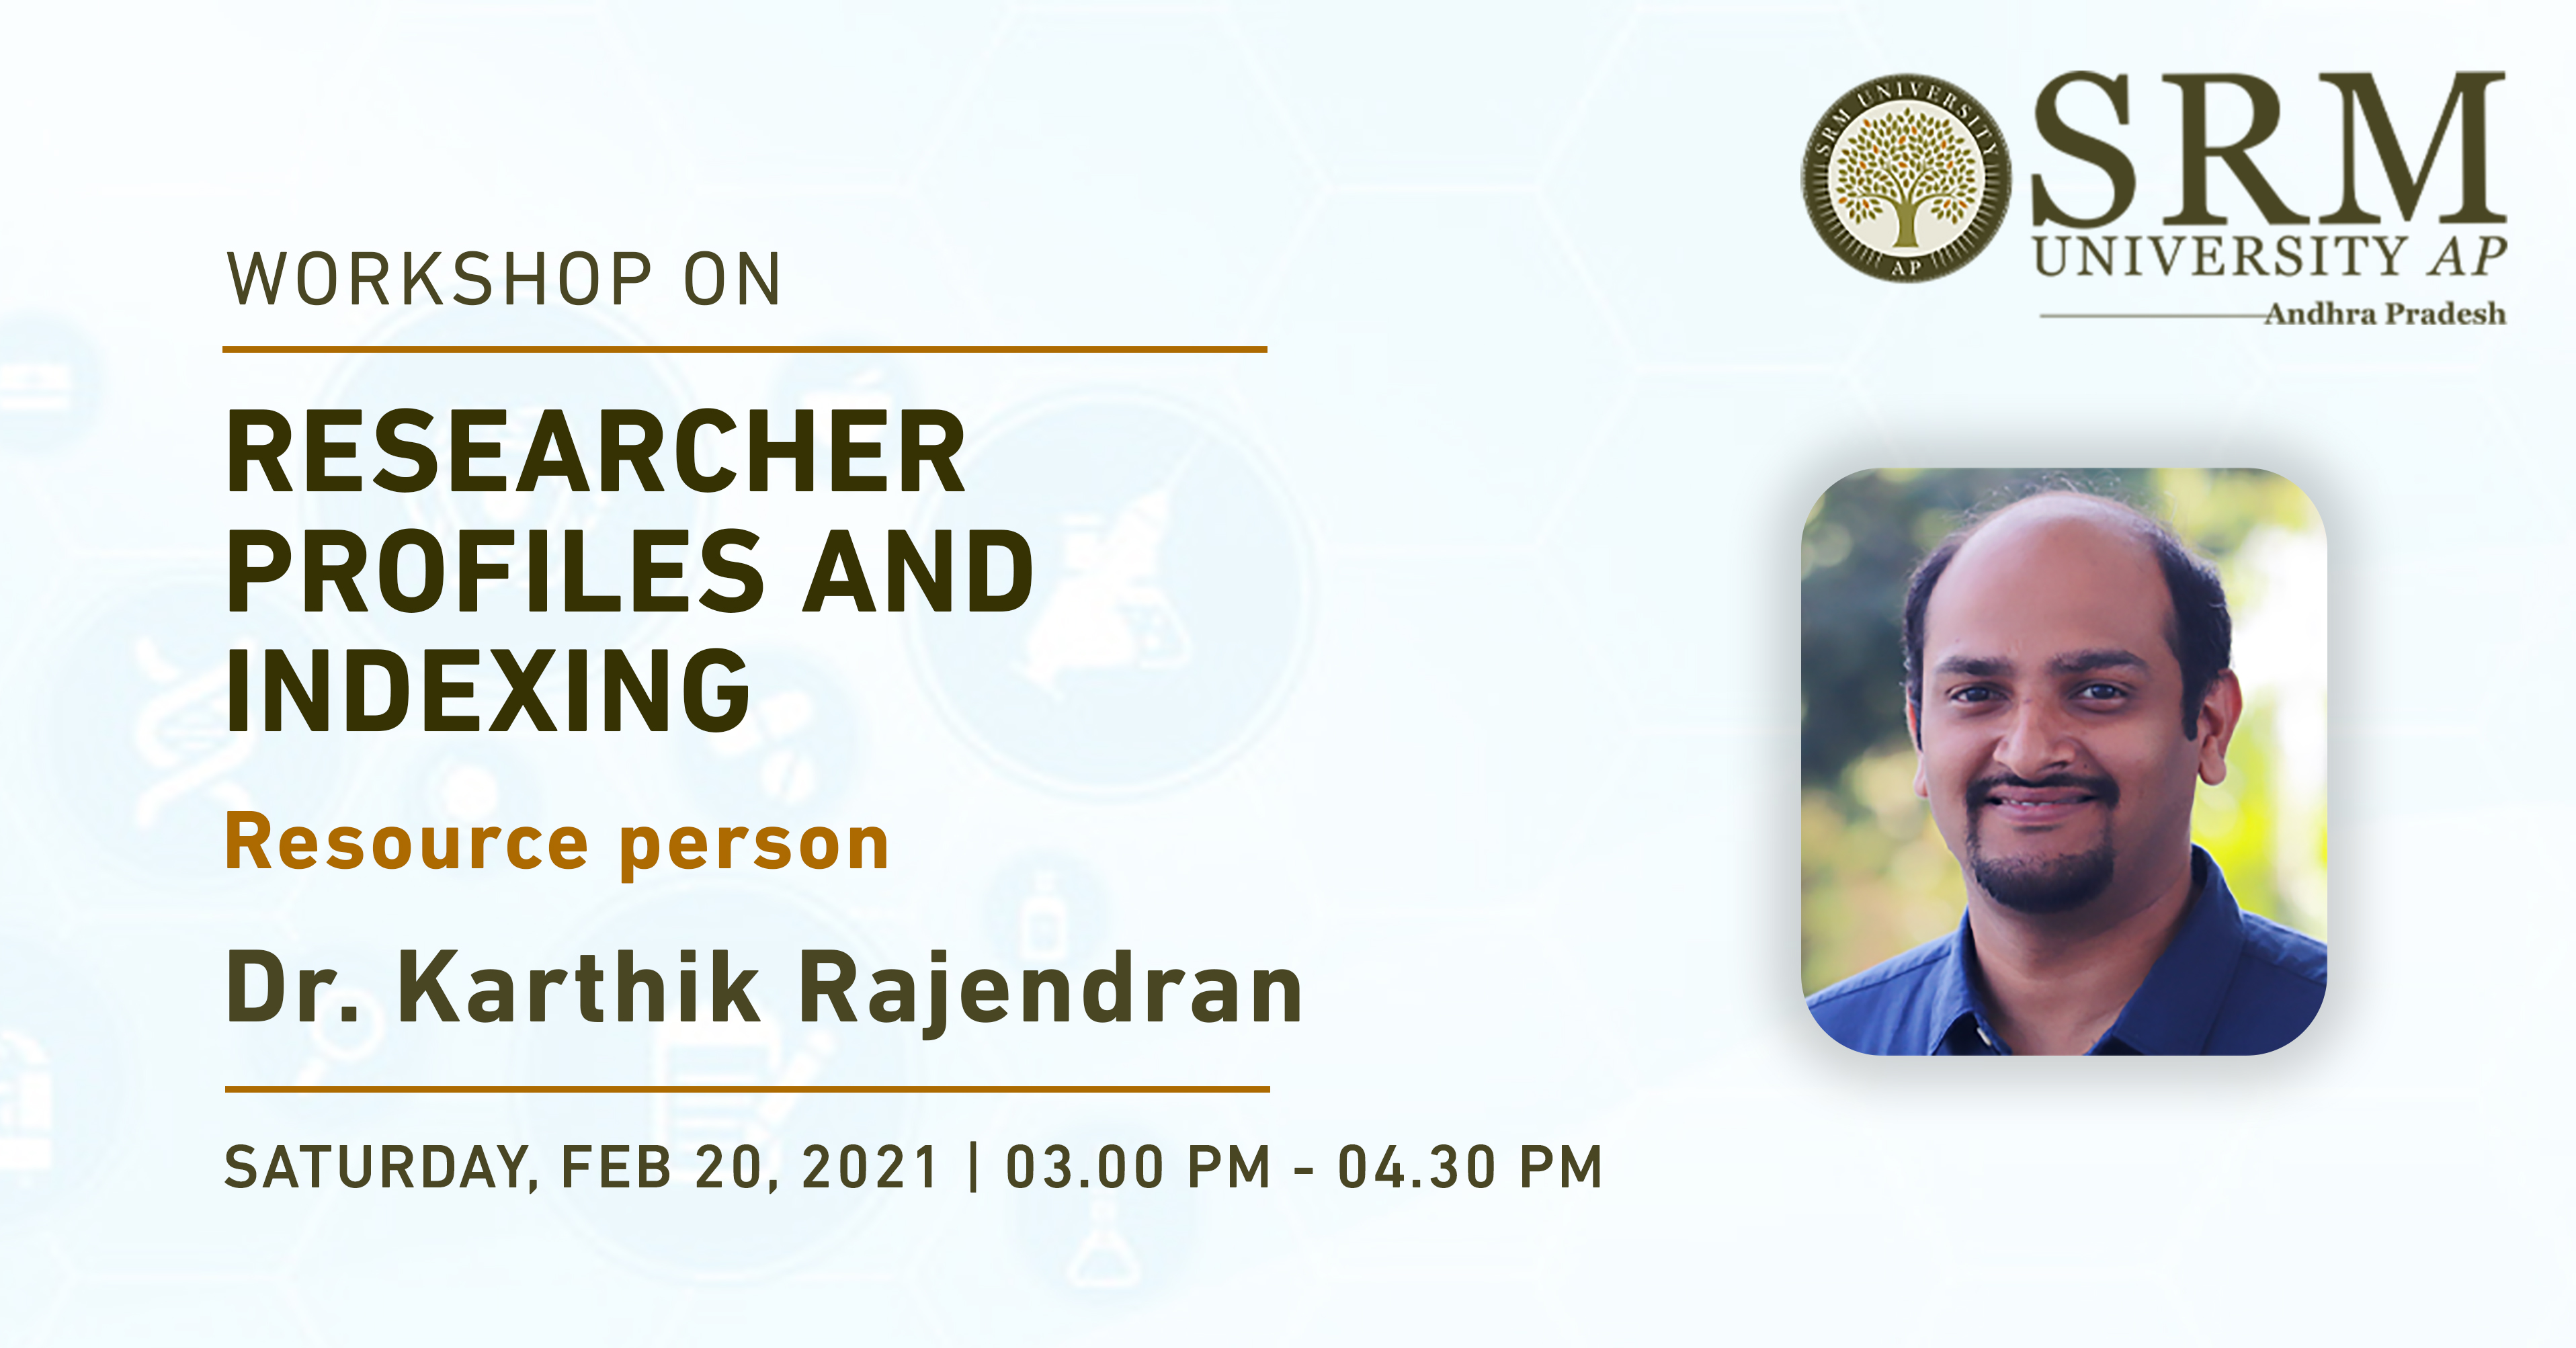 WORKSHOP ON
RESEARCHER
PROFILES AND
INDEXING
Resource person
Dr. Karthik Rajendran
SATURDAY, FEB 20, 2021 | 03.00 PM - 04.30 PM
SRM UNIVERSITY
AP
SRM
UNIVERSITY AP
Andhra Pradesh